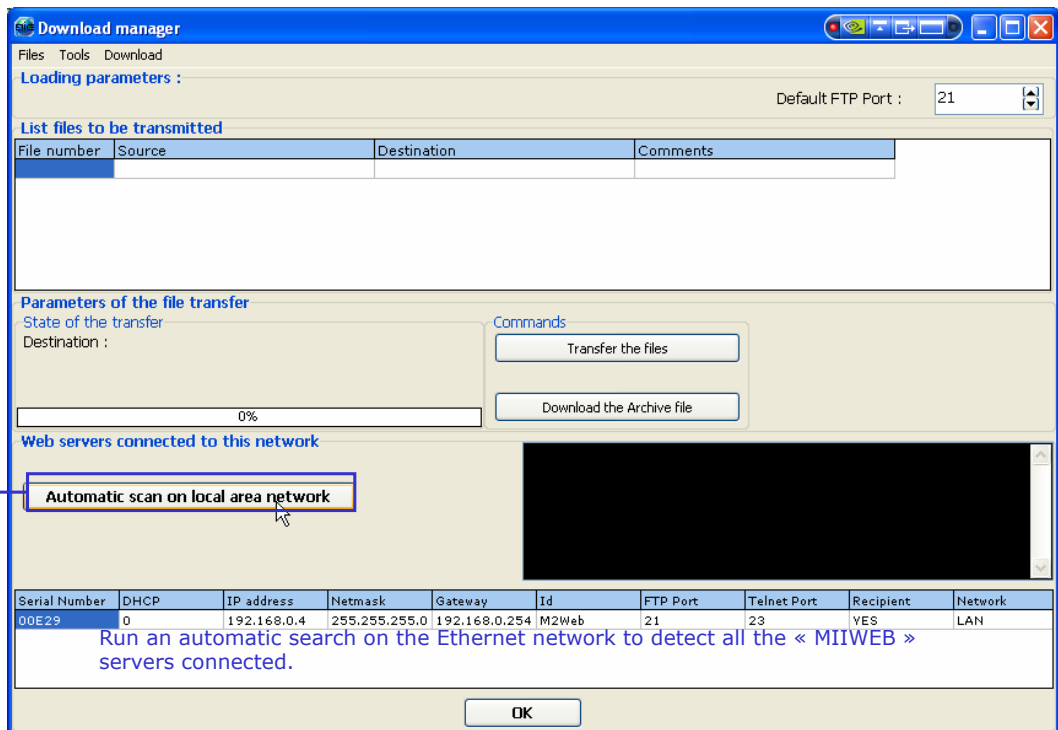 Download manager
Files Tools Download
Loading parameters :
Default FTP Port : 21
List files to be transmitted
File number Source Destination Comments
Parameters of the file transfer
State of the transfer Commands
Destination :
Transfer the files
Download the Archive file
0%
Web servers connected to this network
Automatic scan on local area network
Serial Number DHCP IP address Netmask Gateway Id FTP Port Telnet Port Recipient Network
00E29 0 192.168.0.4 255.255.255.0 192.168.0.254 M2Web 21 23 YES LAN
Run an automatic search on the Ethernet network to detect all the « MIIWEB »
servers connected.
OK